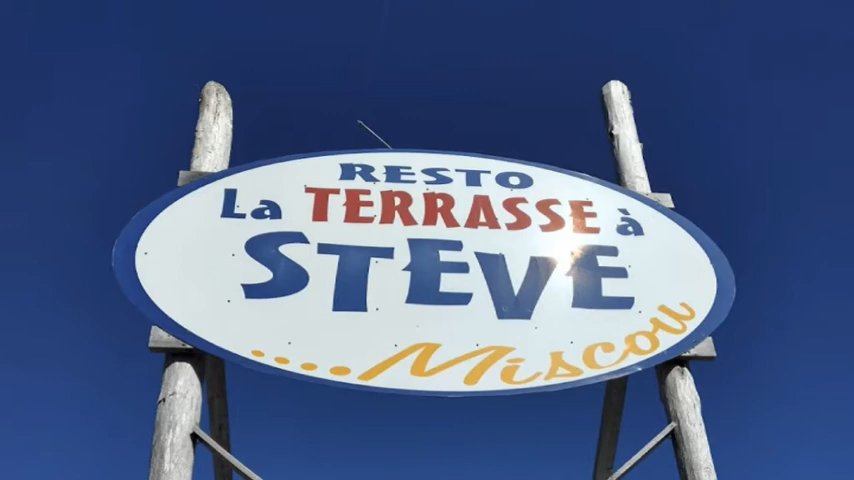 RESTO
La TERRASSE à
STEVE
....Miscou